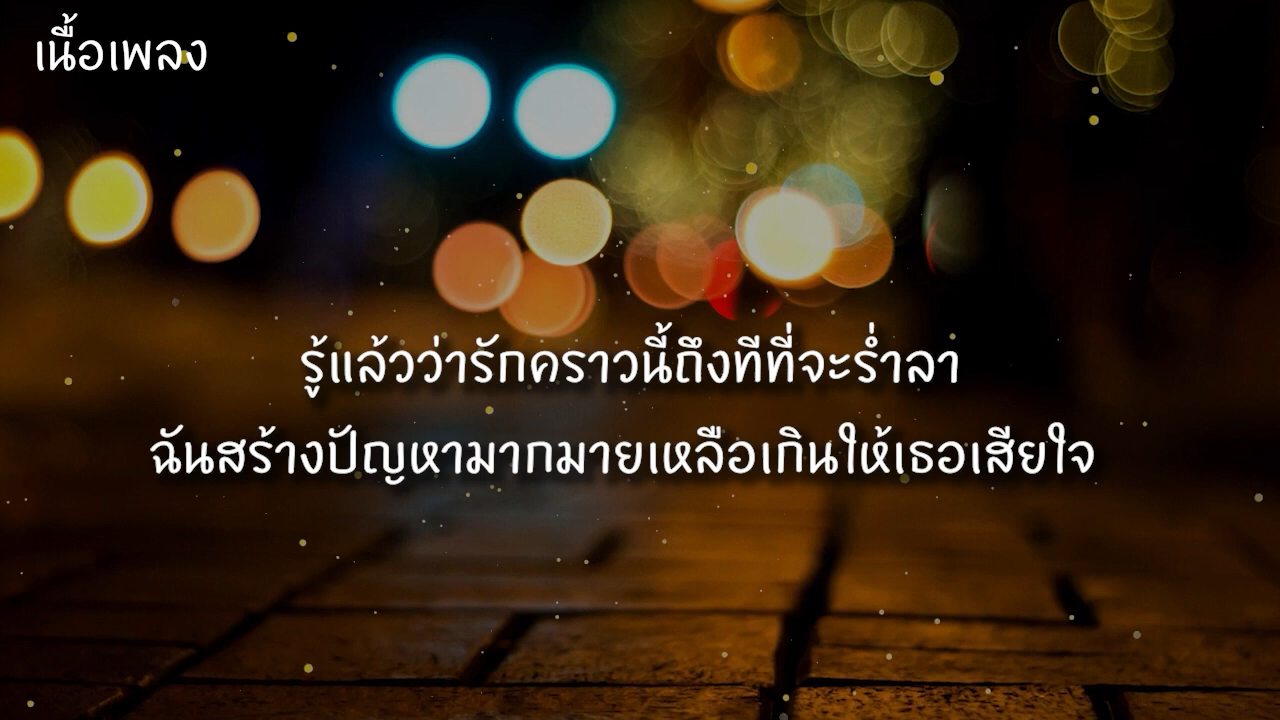 เนื้อเพลง
รู้แล้วว่ารักคราวนี้ถึงทีที่จะร่ำลา
ฉันสร้างปัญหามากมายเหลือเกินให้เธอเสียใจ